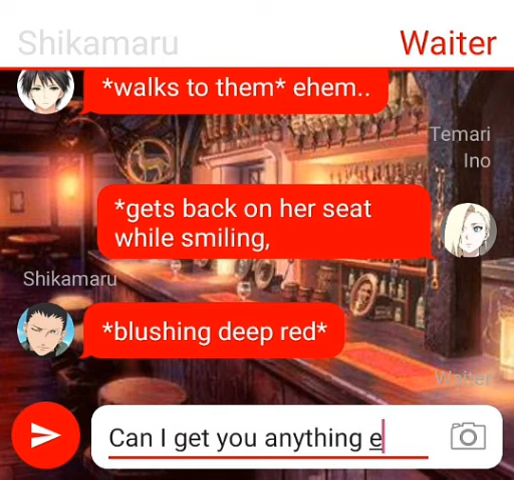 Shikamaru Waiter
*walks to them* ehem..
Temari
Ino
*gets back on her seat
while smiling,
Shikamaru
*blushing deep red*
Waiter
Can I get you anything e